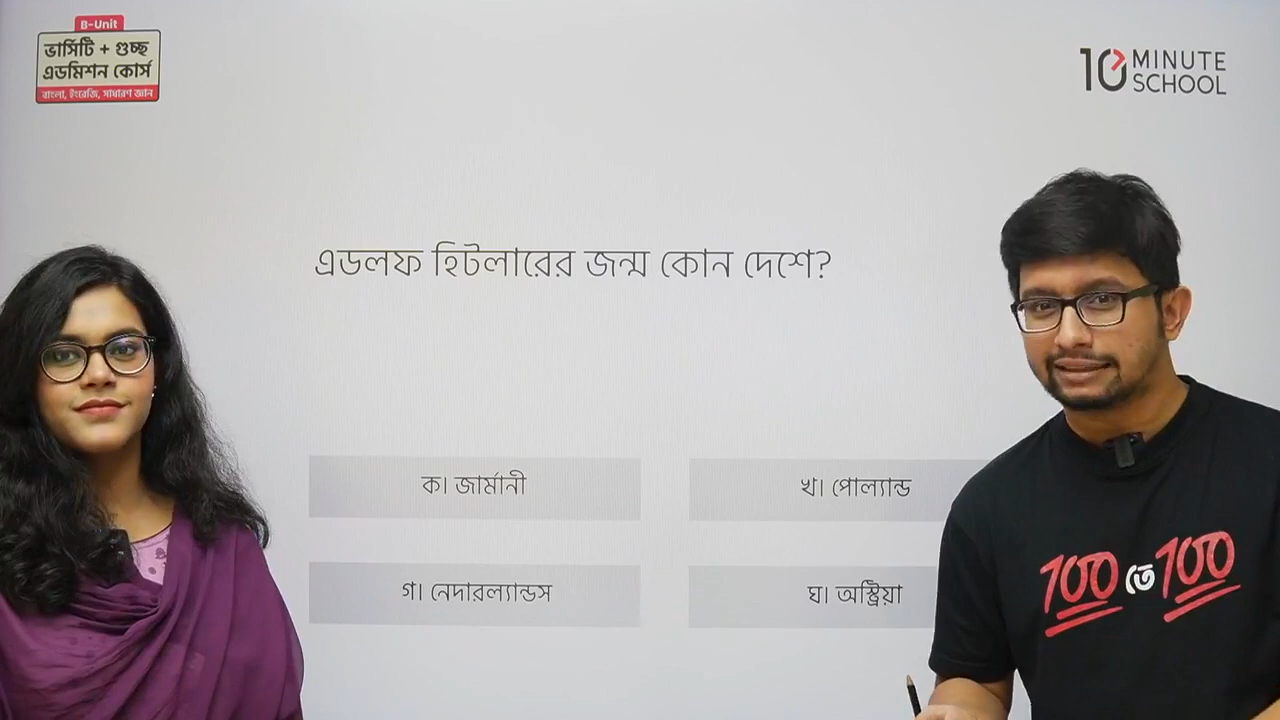 B-Unit
ভার্সিটি + গুচ্ছ
এডমিশন কোর্স
বাংলা, ইংরেজি, সাধারণ জ্ঞান
10 MINUTE
SCHOOL
এডলফ হিটলারের জন্ম কোন দেশে?
ক। জার্মানী
খ। পোল্যান্ড
গ। নেদারল্যান্ডস
ঘ। অস্ট্রিয়া
100 তে 100